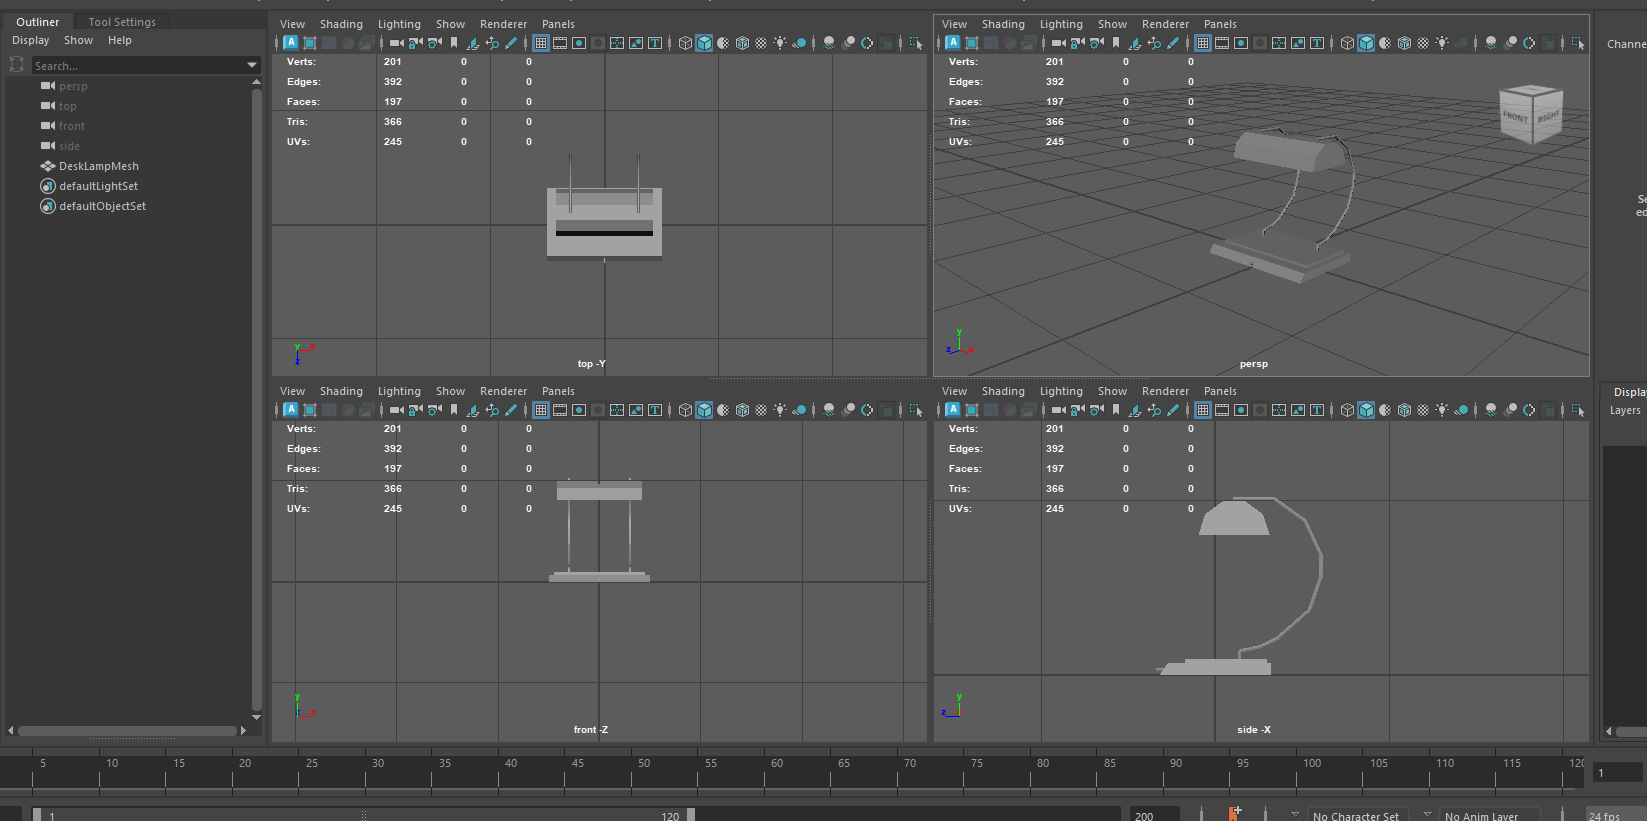 Outliner
Tool Settings
Display Show Help
Search...
persp
top
front
side
DeskLampMesh
defaultLightSet
defaultObjectSet
View Shading Lighting Show Renderer Panels
Verts: 201 0 0
Edges: 392 0 0
Faces: 197 0 0
Tris: 366 0 0
UVs: 245 0 0
y x
z
top -Y
View Shading Lighting Show Renderer Panels
Verts: 201 0 0
Edges: 392 0 0
Faces: 197 0 0
Tris: 366 0 0
UVs: 245 0 0
FRONT RIGHT
y
z x
persp
View Shading Lighting Show Renderer Panels
Verts: 201 0 0
Edges: 392 0 0
Faces: 197 0 0
Tris: 366 0 0
UVs: 245 0 0
y
z x
front -Z
View Shading Lighting Show Renderer Panels
Verts: 201 0 0
Edges: 392 0 0
Faces: 197 0 0
Tris: 366 0 0
UVs: 245 0 0
y
z
side -X
Channe
Se
ed
Display
Layers
5 10 15 20 25 30 35 40 45 50 55 60 65 70 75 80 85 90 95 100 105 110 115 120
1
1 120 200 No Character Set No Anim Layer 24 fps